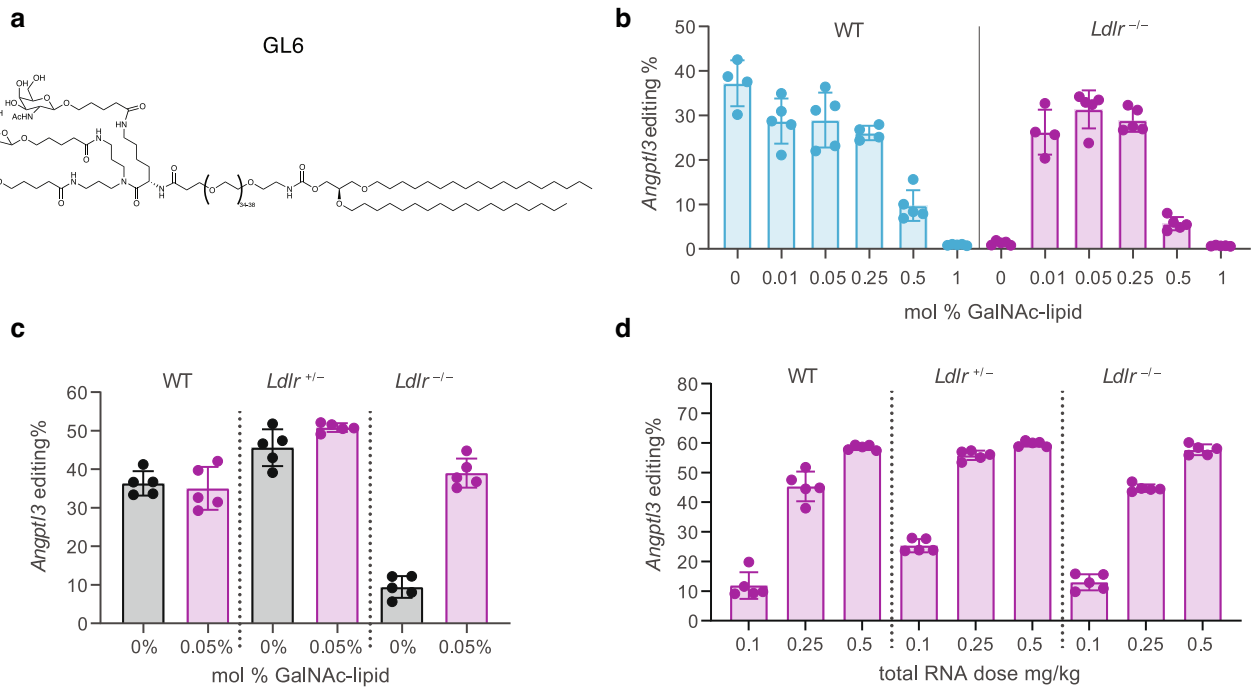 a
GL6
OH
OH
HO
AcHN
O
O
O
HN
H
O
O
H
N
O
O
H
N
O
N
O
N
H
O
O
O
34-36
O
N
H
O
O
O
O
b
WT
Ldlr −/−
Angptl3 editing %
50
40
30
20
10
0
0 0.01 0.05 0.25 0.5 1 0 0.01 0.05 0.25 0.5 1
mol % GalNAc-lipid
c
WT Ldlr +/− Ldlr −/−
Angptl3 editing%
60
50
40
30
20
10
0
0% 0.05% 0% 0.05% 0% 0.05%
mol % GalNAc-lipid
d
WT Ldlr +/− Ldlr −/−
Angptl3 editing%
80
70
60
50
40
30
20
10
0
0.1 0.25 0.5 0.1 0.25 0.5 0.1 0.25 0.5
total RNA dose mg/kg